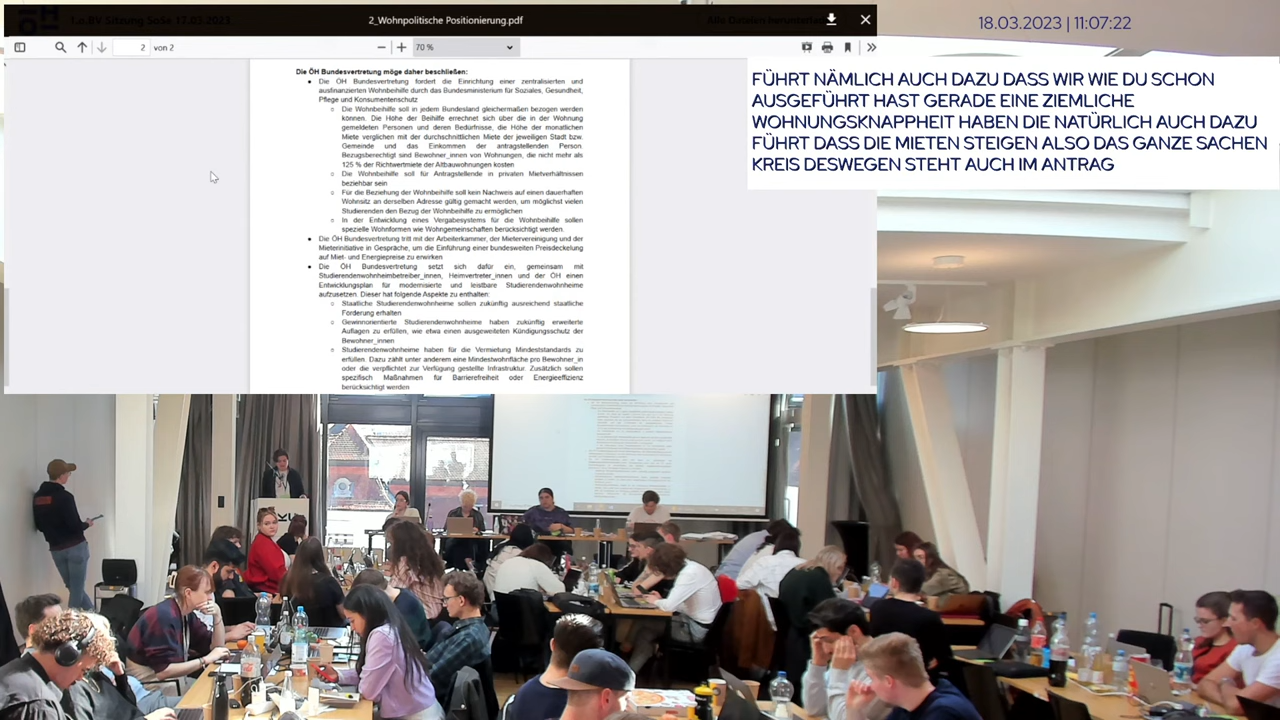 1.a.BV Sitzung SoSe 17.03.2023
2_Wohnpolitische Positionierung.pdf
Alle Dateien herunterladen
18.03.2023 | 11:07:22
2
von 2
70 %
FÜHRT NÄMLICH AUCH DAZU DASS WIR WIE DU SCHON
AUSGEFÜHRT HAST GERADE EINE ZIEMLICHE
WOHNUNGSKNAPPHEIT HABEN DIE NATÜRLICH AUCH DAZU
FÜHRT DASS DIE MIETEN STEIGEN ALSO DAS GANZE SACHEN
KREIS DESWEGEN STEHT AUCH IM ANTRAG
Die ÖH Bundesvertretung möge daher beschließen:
Die ÖH Bundesvertretung fordert die Einrichtung einer zentralisierten und
ausfinanzierten Wohnbeihilfe durch das Bundesministerium für Soziales, Gesundheit,
Pflege und Konsumentenschutz
Die Wohnbeihilfe soll in jedem Bundesland gleichermaßen bezogen werden
können. Die Höhe der Beihilfe errechnet sich über die in der Wohnung
gemeldeten Personen und deren Bedürfnisse, die Höhe der monatlichen
Miete verglichen mit der durchschnittlichen Miete der jeweiligen Stadt bzw.
Gemeinde und das Einkommen der antragstellenden Person.
Bezugsberechtigt sind Bewohner_innen von Wohnungen, die nicht mehr als
125 % der Richtwertmiete der Altbauwohnungen kosten
Die Wohnbeihilfe soll für Antragstellende in privaten Mietverhältnissen
beziehbar sein
Für die Beziehung der Wohnbeihilfe soll kein Nachweis auf einen dauerhaften
Wohnsitz an derselben Adresse gültig gemacht werden, um möglichst vielen
Studierenden den Bezug der Wohnbeihilfe zu ermöglichen
In der Entwicklung eines Vergabesystems für die Wohnbeihilfe sollen
spezielle Wohnformen wie Wohngemeinschaften berücksichtigt werden.
Die ÖH Bundesvertretung tritt mit der Arbeiterkammer, der Mietervereinigung und der
Mieterinitiative in Gespräche, um die Einführung einer bundesweiten Preisdeckelung
auf Miet- und Energiepreise zu erwirken
Die ÖH Bundesvertretung setzt sich dafür ein, gemeinsam mit
Studierendenwohnheimbetreiber_innen, Heimvertreter_innen und der ÖH einen
Entwicklungsplan für modernisierte und leistbare Studierendenwohnheime
aufzusetzen. Dieser hat folgende Aspekte zu enthalten:
Staatliche Studierendenwohnheime sollen zukünftig ausreichend staatliche
Förderung erhalten
Gewinnorientierte Studierendenwohnheime haben zukünftig erweiterte
Auflagen zu erfüllen, wie etwa einen ausgeweiteten Kündigungsschutz der
Bewohner_innen
Studierendenwohnheime haben für die Vermietung Mindeststandards zu
erfüllen. Dazu zählt unter anderem eine Mindestwohnfläche pro Bewohner_in
oder die verpflichtet zur Verfügung gestellte Infrastruktur. Zusätzlich sollen
spezifisch Maßnahmen für Barrierefreiheit oder Energieeffizienz
berücksichtigt werden